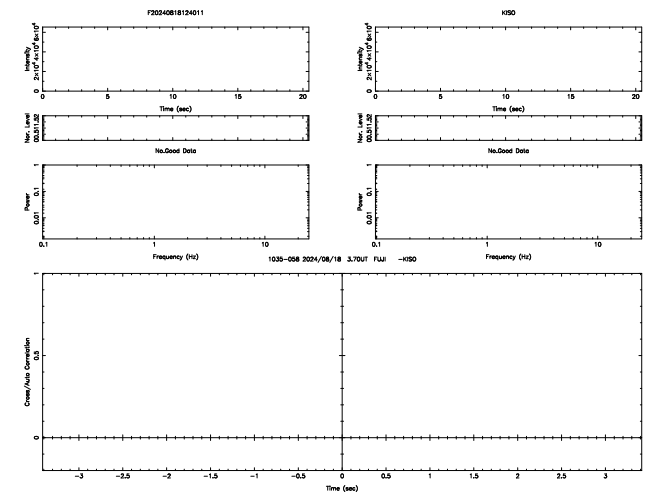 F20240818124011 KISO
Intensity 0 2×10⁴ 4×10⁴ 6×10⁴ Intensity 0 2×10⁴ 4×10⁴ 6×10⁴
0 5 10 15 20 0 5 10 15 20
Time (sec) Time (sec)
Nor. Level 00.511.52 Nor. Level 00.511.52
No.Good Data No.Good Data
Power 0.01 0.1 1 Power 0.01 0.1 1
0.1 1 10 0.1 1 10
Frequency (Hz) Frequency (Hz)
1035-058 2024/08/18 3.70UT FUJI -KISO
Cross/Auto Correlation 0 0.5 1
-3 -2.5 -2 -1.5 -1 -0.5 0 0.5 1 1.5 2 2.5 3
Time (sec)